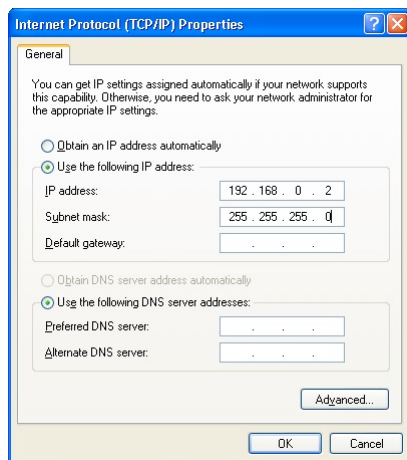 Internet Protocol (TCP/IP) Properties
General
You can get IP settings assigned automatically if your network supports
this capability. Otherwise, you need to ask your network administrator for
the appropriate IP settings.
Obtain an IP address automatically
Use the following IP address:
IP address: 192 . 168 . 0 . 2
Subnet mask: 255 . 255 . 255 . 0
Default gateway: . . .
Obtain DNS server address automatically
Use the following DNS server addresses:
Preferred DNS server: . . .
Alternate DNS server: . . .
Advanced...
OK Cancel